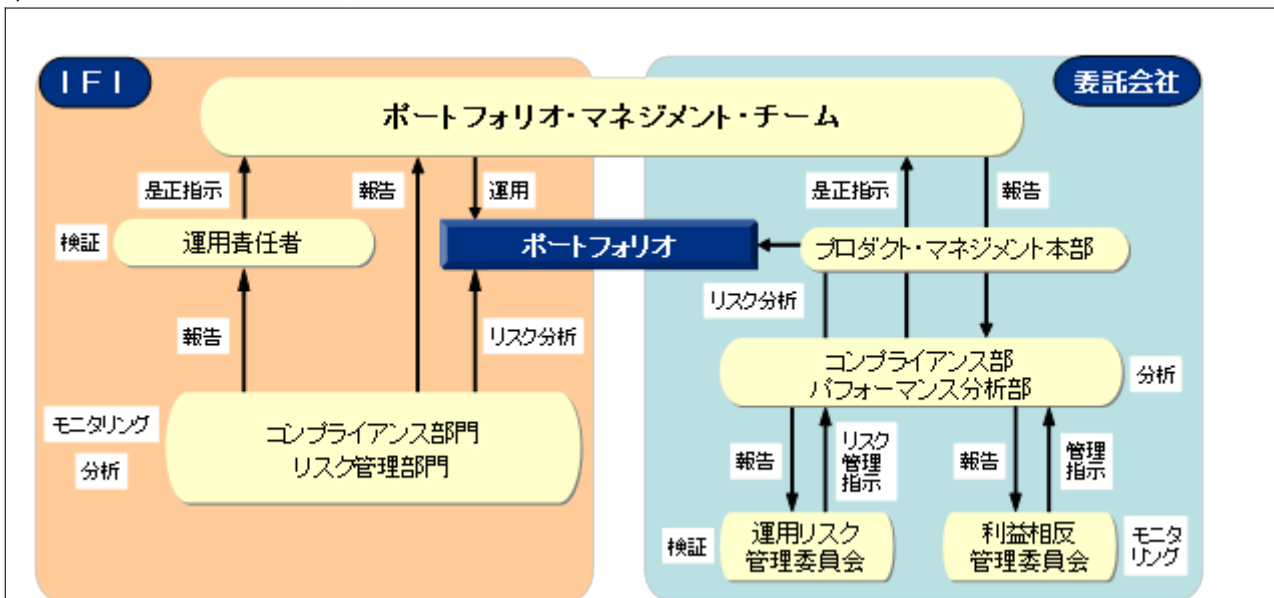 IFI
委託会社
ポートフォリオ・マネジメント・チーム
是正指示
報告
運用
是正指示
報告
検証
運用責任者
ポートフォリオ
プロダクト・マネジメント本部
報告
リスク分析
リスク分析
コンプライアンス部
パフォーマンス分析部
分析
モニタリング
分析
コンプライアンス部門
リスク管理部門
報告
リスク
管理
指示
報告
管理
指示
検証
運用リスク
管理委員会
利益相反
管理委員会
モニタ
リング